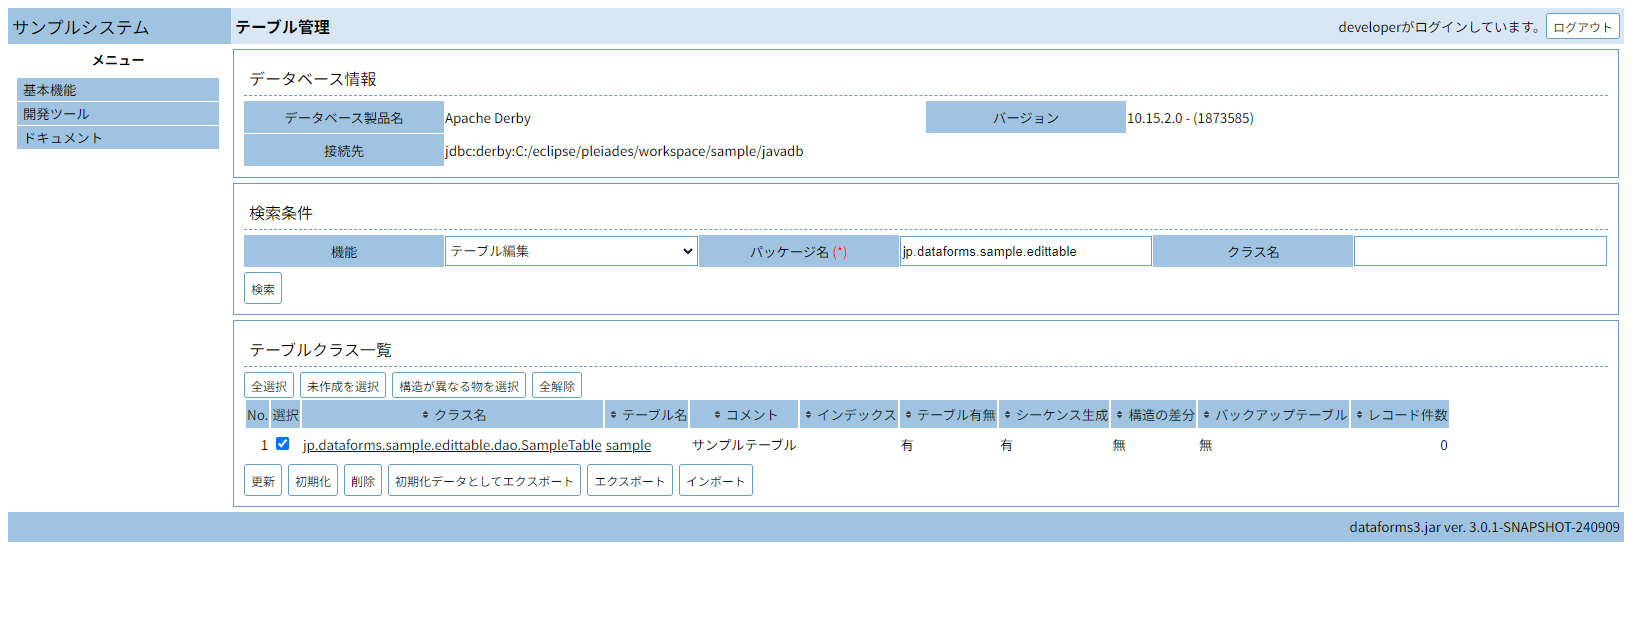 サンプルシステム
テーブル管理
developerがログインしています。 ログアウト
メニュー
基本機能
開発ツール
ドキュメント
データベース情報
データベース製品名 Apache Derby バージョン 10.15.2.0 - (1873585)
接続先 jdbc:derby:C:/eclipse/pleiades/workspace/sample/javadb
検索条件
機能 テーブル編集 パッケージ名 (*) jp.dataforms.sample.edittable クラス名
検索
テーブルクラス一覧
全選択 未作成を選択 構造が異なる物を選択 全解除
No. 選択 クラス名 テーブル名 コメント インデックス テーブル有無 シーケンス生成 構造の差分 バックアップテーブル レコード件数
1 jp.dataforms.sample.edittable.dao.SampleTable sample サンプルテーブル 有 有 無 無 0
更新 初期化 削除 初期化データとしてエクスポート エクスポート インポート
dataforms3.jar ver. 3.0.1-SNAPSHOT-240909